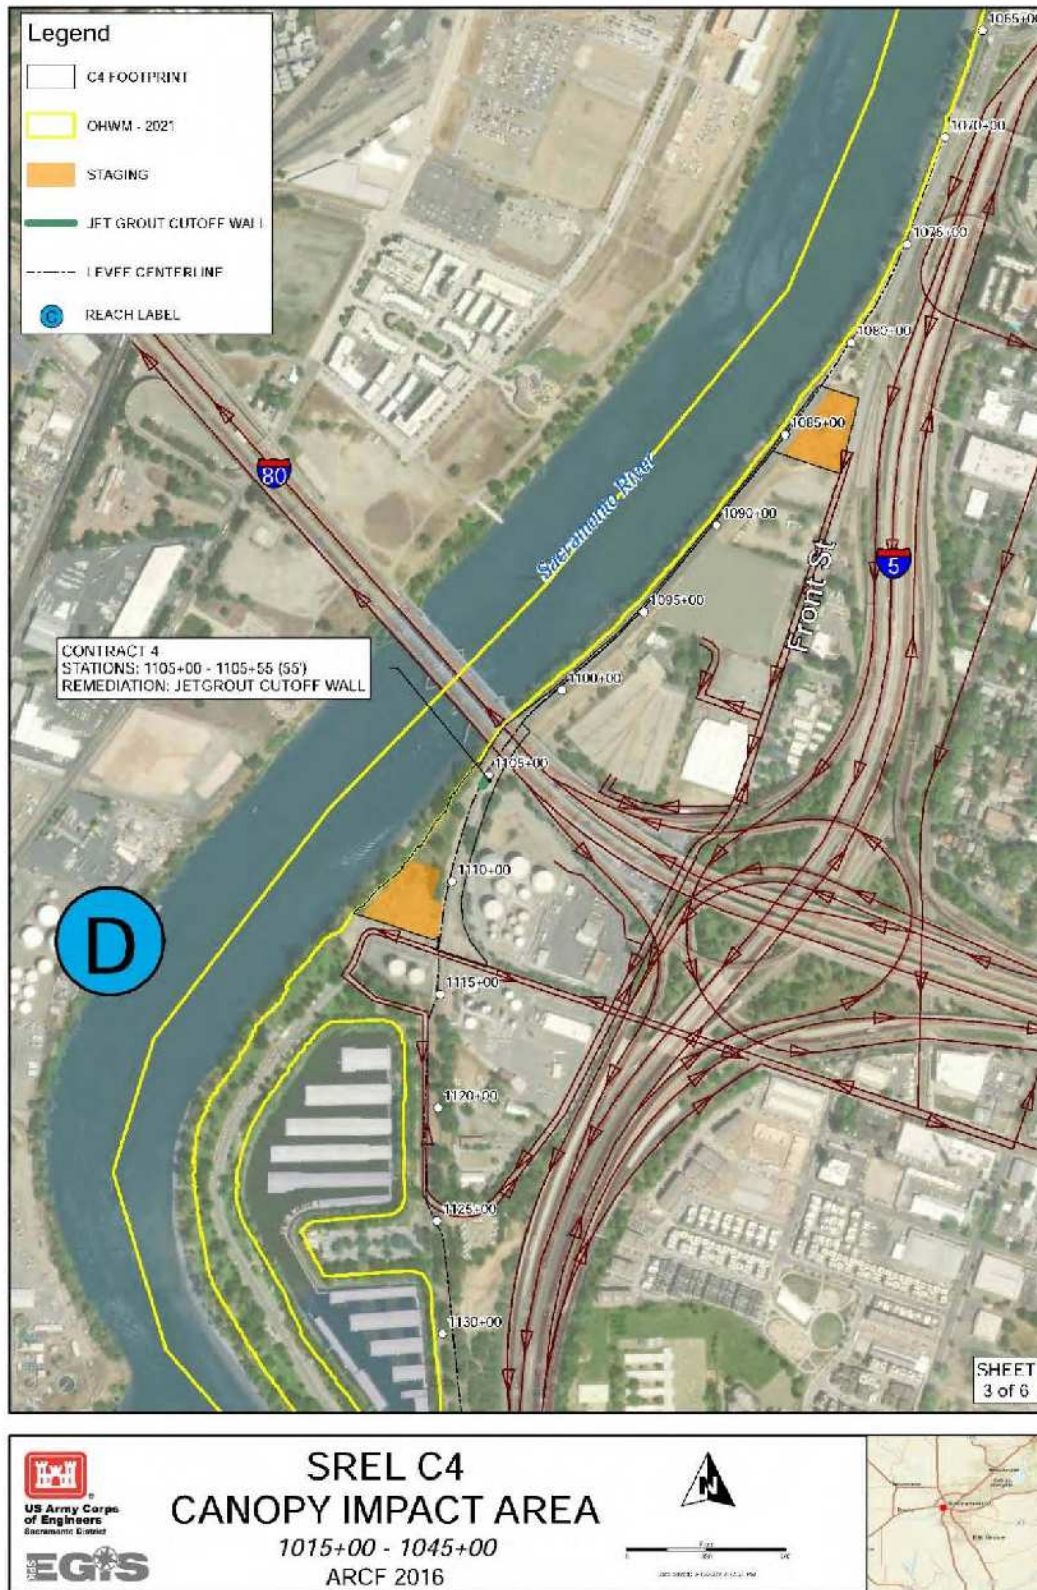 Legend
C4 FOOTPRINT
OHWM - 2021
STAGING
JET GROUT CUTOFF WALL
LEVEE CENTERLINE
C
REACH LABEL
1065+00
1070+00
1075+00
1080+00
1085+00
1090+00
1095+00
1100+00
1105+00
1110+00
1115+00
1120+00
1125+00
1130+00
80
5
Sacramento River
Front St
CONTRACT 4
STATIONS: 1105+00 - 1105+55 (55')
REMEDIATION: JETGROUT CUTOFF WALL
D
SHEET
3 of 6
US Army Corps
of Engineers
Sacramento District
SPK
EGIS
SREL C4
CANOPY IMPACT AREA
1015+00 - 1045+00
ARCF 2016
N